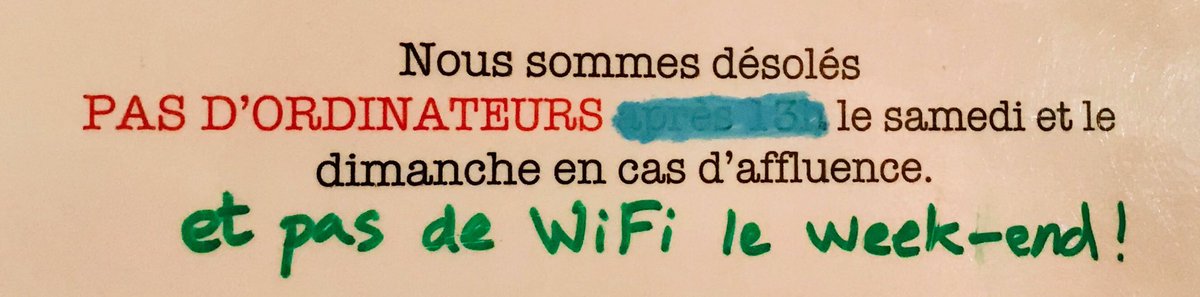 Nous sommes désolés
PAS D'ORDINATEURS après 13h le samedi et le
dimanche en cas d'affluence.
et pas de WiFi le week-end!